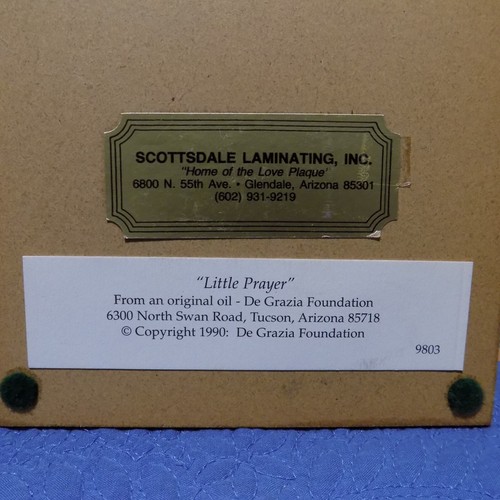 SCOTTSDALE LAMINATING, INC.
"Home of the Love Plaque"
6800 N. 55th Ave. • Glendale, Arizona 85301
(602) 931-9219
"Little Prayer"
From an original oil - De Grazia Foundation
6300 North Swan Road, Tucson, Arizona 85718
© Copyright 1990: De Grazia Foundation
9803